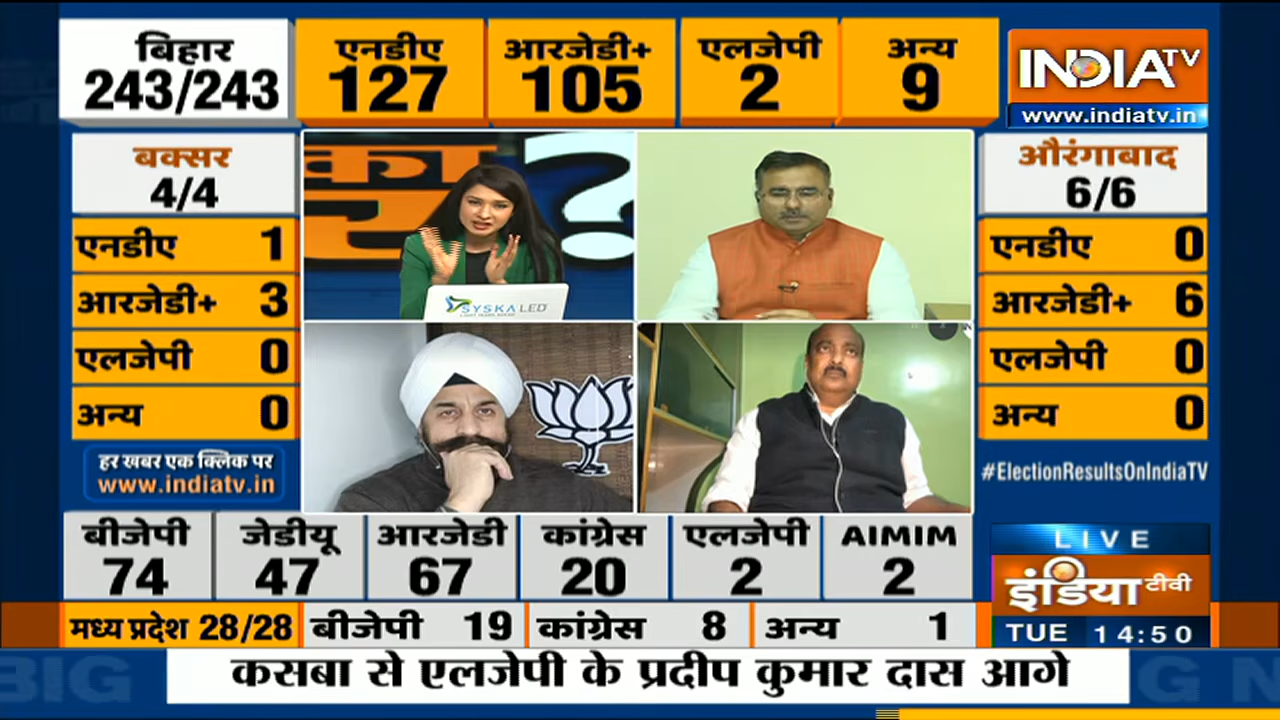 बिहार
243/243
एनडीए
127
आरजेडी+
105
एलजेपी
2
अन्य
9
INDIA TV
www.indiatv.in
बक्सर
4/4
एनडीए 1
आरजेडी+ 3
एलजेपी 0
अन्य 0
हर खबर एक क्लिक पर
www.indiatv.in
का
?
SYSKA LED
औरंगाबाद
6/6
एनडीए 0
आरजेडी+ 6
एलजेपी 0
अन्य 0
#ElectionResultsOnIndiaTV
बीजेपी
74
जेडीयू
47
आरजेडी
67
कांग्रेस
20
एलजेपी
2
AIMIM
2
LIVE
इंडिया टीवी
TUE 14:50
मध्य प्रदेश 28/28 बीजेपी 19 कांग्रेस 8 अन्य 1
कसबा से एलजेपी के प्रदीप कुमार दास आगे
BIG
G N